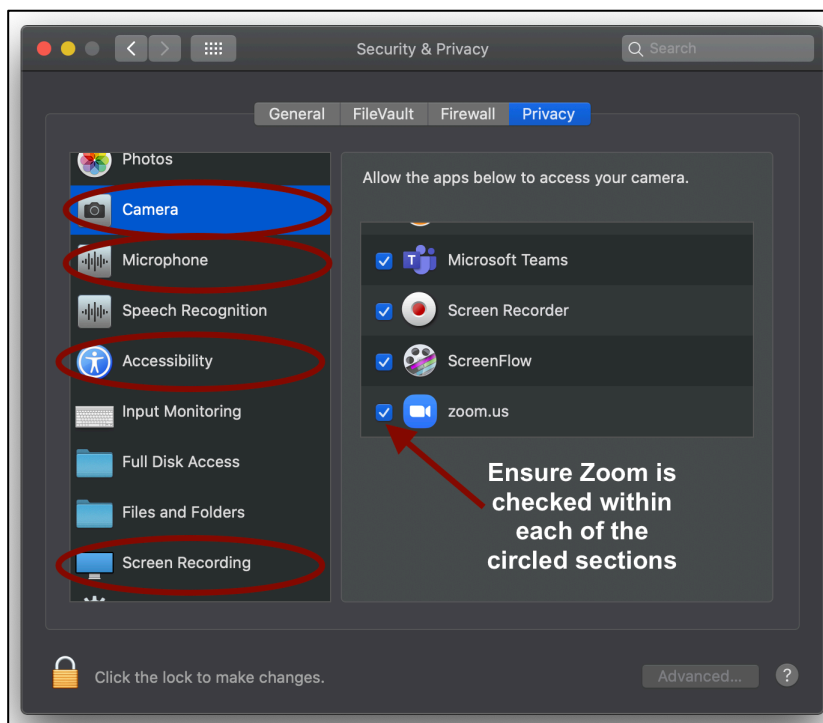 Security & Privacy
Search
General FileVault Firewall Privacy
Photos
Camera
Microphone
Speech Recognition
Accessibility
Input Monitoring
Full Disk Access
Files and Folders
Screen Recording
Allow the apps below to access your camera.
Microsoft Teams
Screen Recorder
ScreenFlow
zoom.us
Ensure Zoom is
checked within
each of the
circled sections
Click the lock to make changes.
Advanced...
?